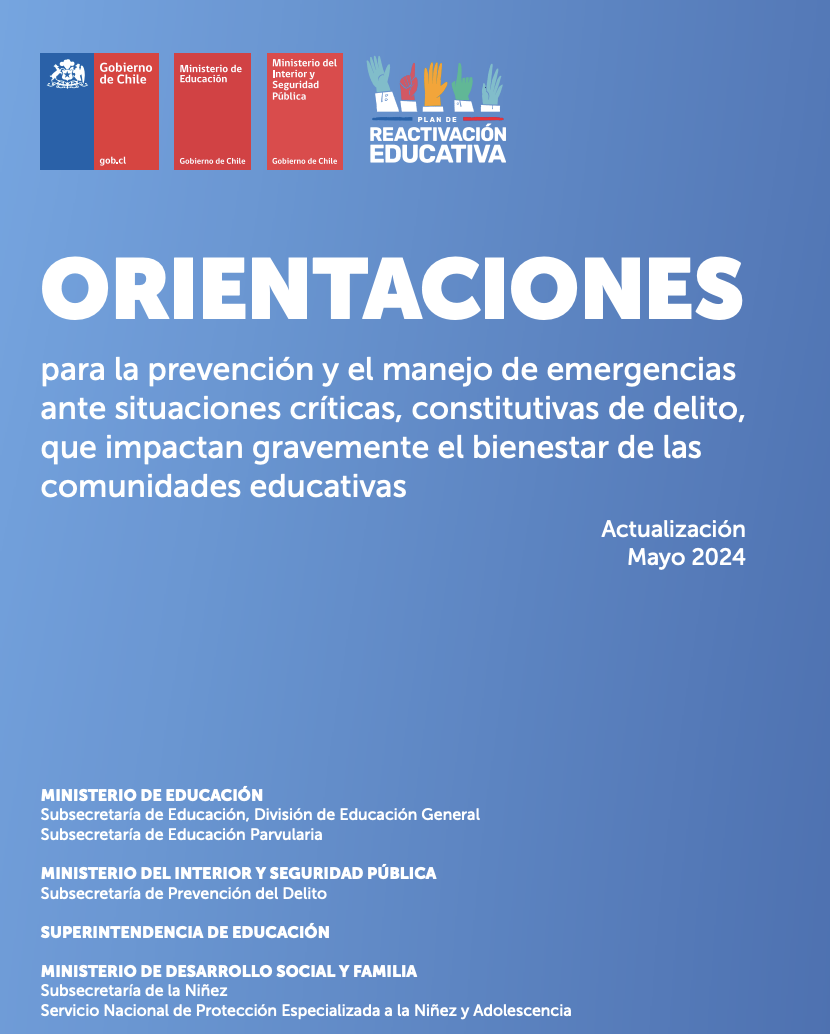 Gobierno
de Chile
gob.cl
Ministerio de
Educación
Gobierno de Chile
Ministerio del
Interior y
Seguridad
Pública
Gobierno de Chile
PLAN DE
REACTIVACIÓN
EDUCATIVA
ORIENTACIONES
para la prevención y el manejo de emergencias
ante situaciones críticas, constitutivas de delito,
que impactan gravemente el bienestar de las
comunidades educativas
Actualización
Mayo 2024
MINISTERIO DE EDUCACIÓN
Subsecretaría de Educación, División de Educación General
Subsecretaría de Educación Parvularia
MINISTERIO DEL INTERIOR Y SEGURIDAD PÚBLICA
Subsecretaría de Prevención del Delito
SUPERINTENDENCIA DE EDUCACIÓN
MINISTERIO DE DESARROLLO SOCIAL Y FAMILIA
Subsecretaría de la Niñez
Servicio Nacional de Protección Especializada a la Niñez y Adolescencia